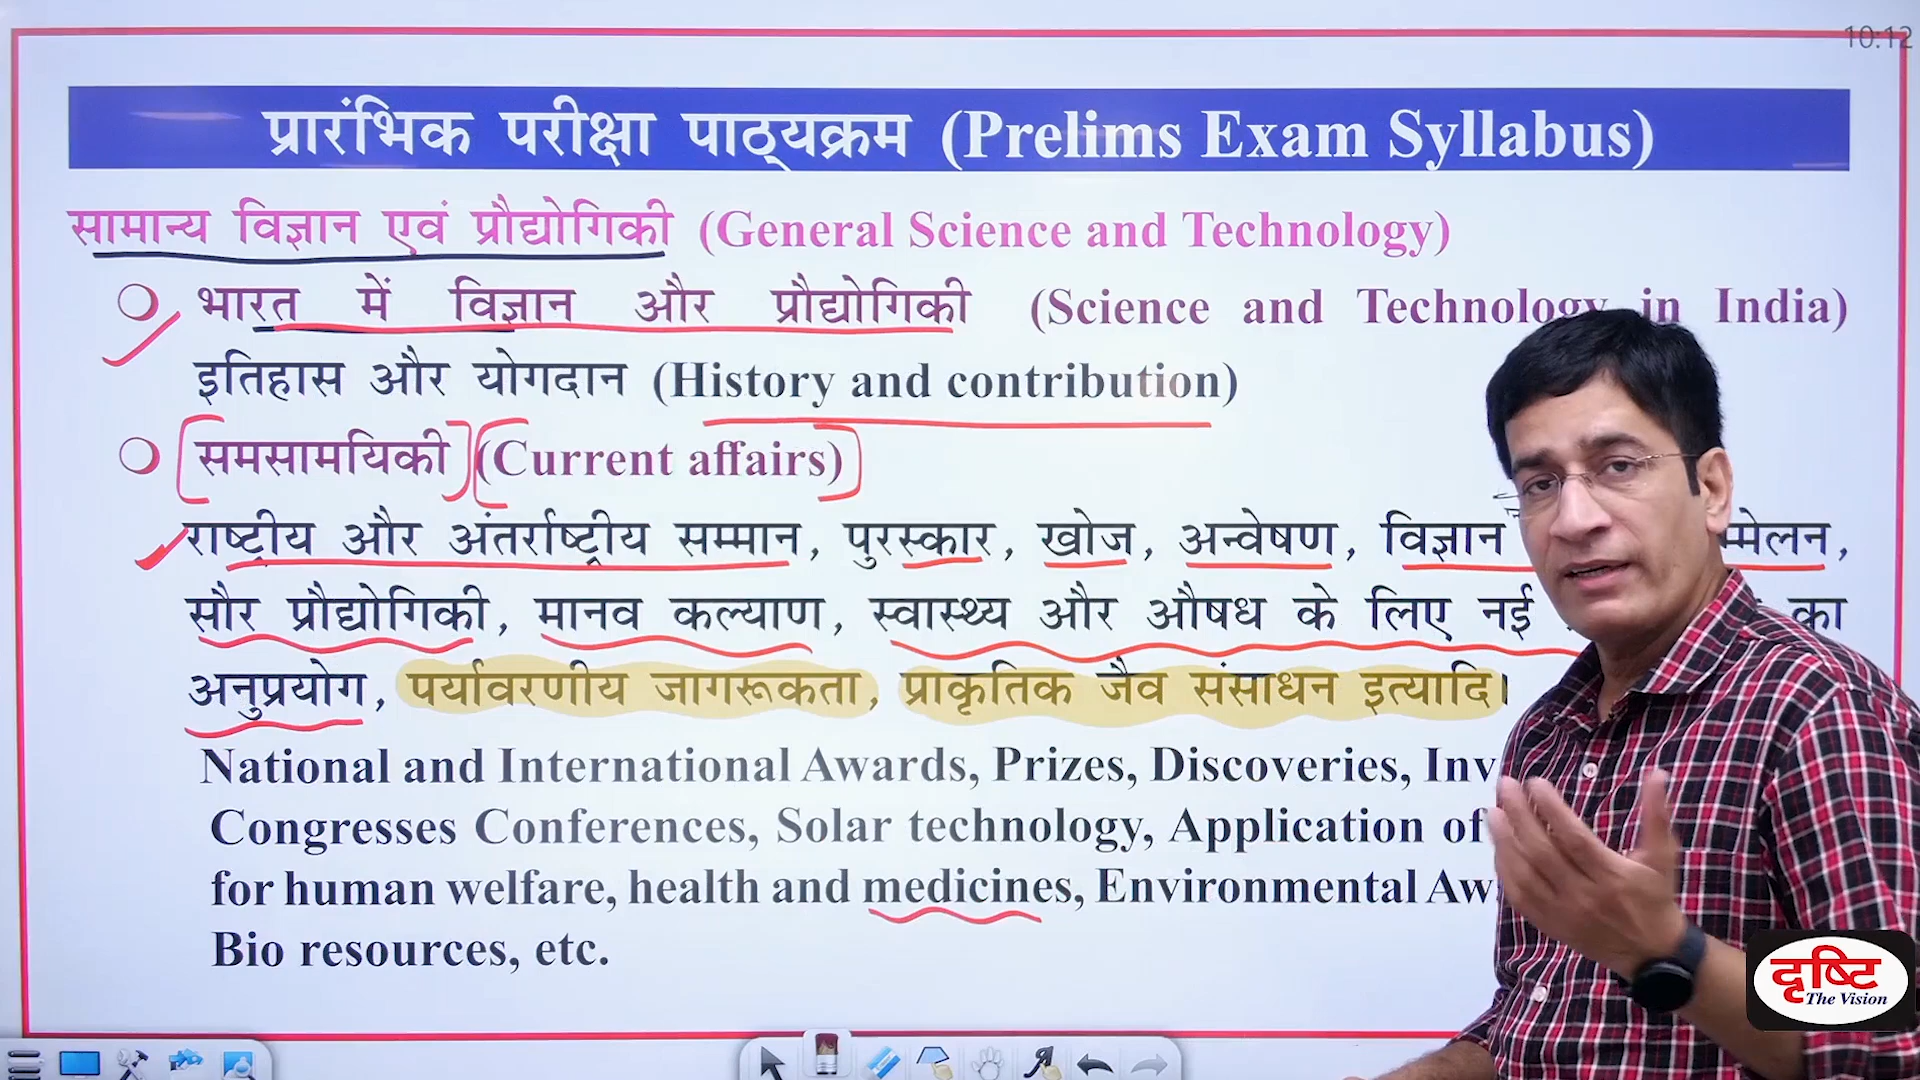 10:12
प्रारंभिक परीक्षा पाठ्यक्रम (Prelims Exam Syllabus)
सामान्य विज्ञान एवं प्रौद्योगिकी (General Science and Technology)
भारत में विज्ञान और प्रौद्योगिकी (Science and Technology in India)
इतिहास और योगदान (History and contribution)
समसामयिकी (Current affairs)
राष्ट्रीय और अंतर्राष्ट्रीय सम्मान, पुरस्कार, खोज, अन्वेषण, विज्ञान
सौर प्रौद्योगिकी, मानव कल्याण, स्वास्थ्य और औषध के लिए नई का
अनुप्रयोग, पर्यावरणीय जागरूकता, प्राकृतिक जैव संसाधन इत्यादि।
National and International Awards, Prizes, Discoveries,
Congresses Conferences, Solar technology, Application of
for human welfare, health and medicines, Environmental
Bio resources, etc.
दृष्टि
The Vision